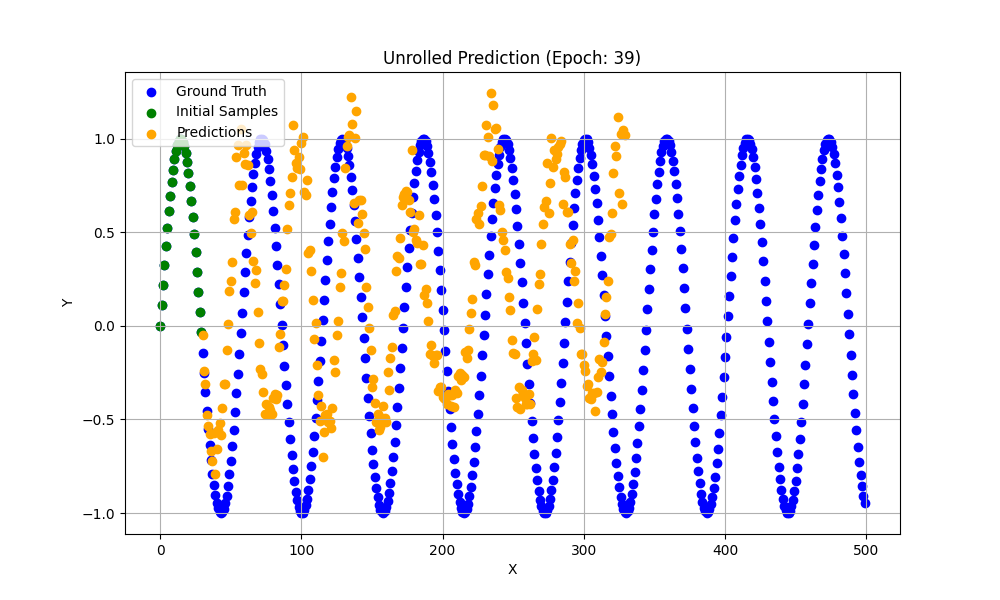 Unrolled Prediction (Epoch: 39)
Ground Truth
Initial Samples
Predictions
1.0
0.5
0.0
−0.5
−1.0
Y
0
100
200
300
400
500
X